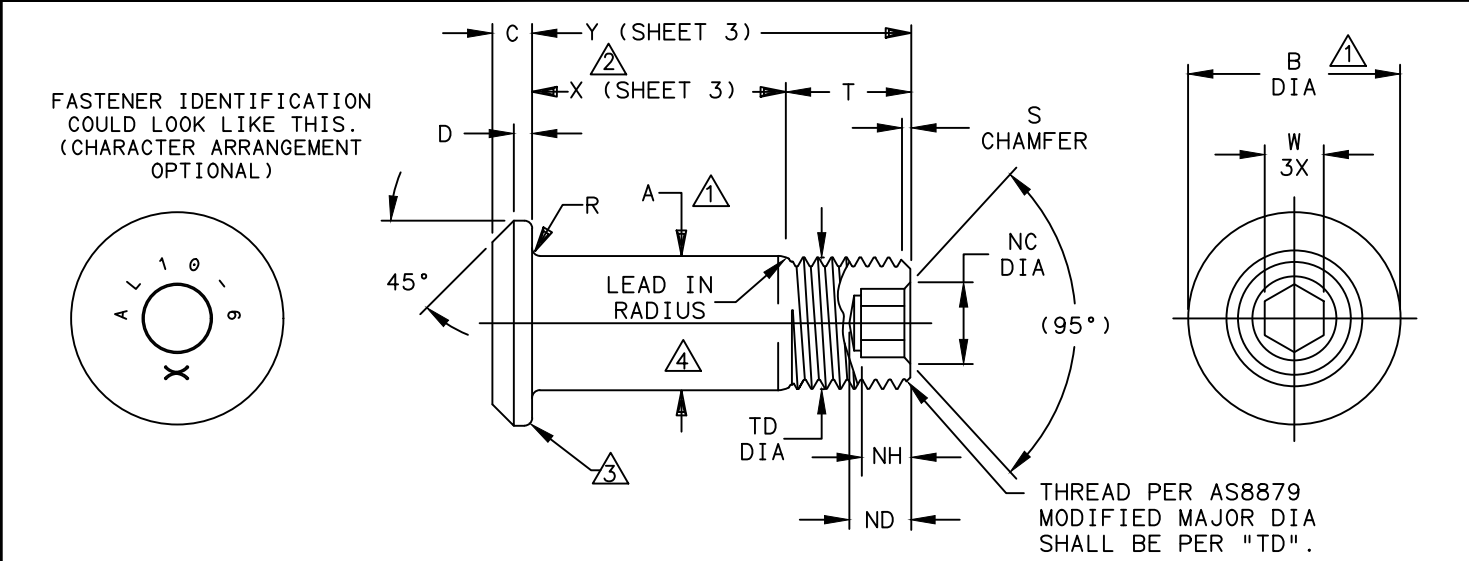 C
Y (SHEET 3)
2
X (SHEET 3)
T
S
CHAMFER
B
DIA
1
W
3X
FASTENER IDENTIFICATION
COULD LOOK LIKE THIS.
(CHARACTER ARRANGEMENT
OPTIONAL)
D
R
A
1
NC
DIA
45°
LEAD IN
RADIUS
(95°)
AL10-6
4
TD
DIA
NH
3
ND
THREAD PER AS8879
MODIFIED MAJOR DIA
SHALL BE PER "TD".